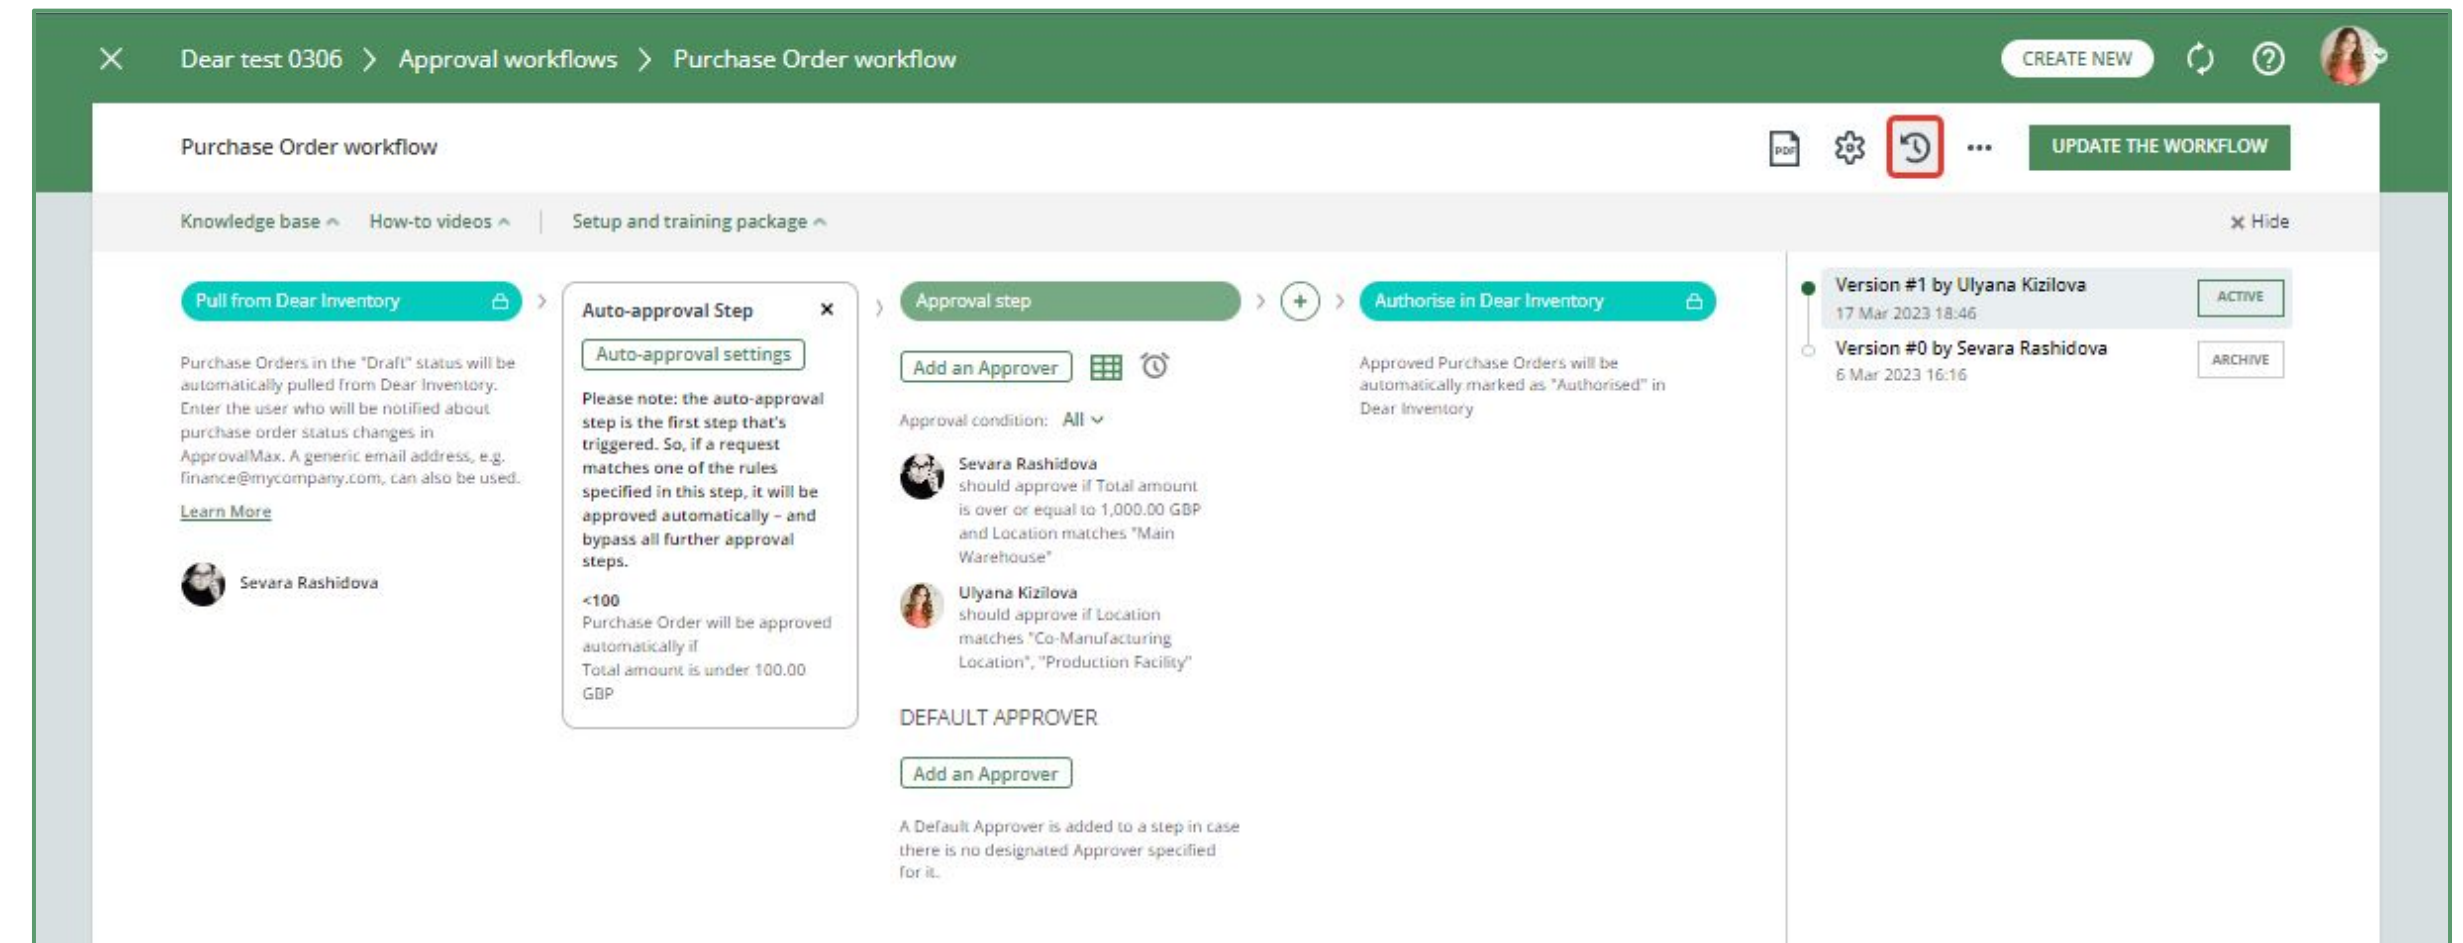 Dear test 0306 > Approval workflows > Purchase Order workflow
CREATE NEW
Purchase Order workflow
PDF
UPDATE THE WORKFLOW
Knowledge base
How-to videos
Setup and training package
Hide
Pull from Dear Inventory
Purchase Orders in the "Draft" status will be
automatically pulled from Dear Inventory.
Enter the user who will be notified about
purchase order status changes in
ApprovalMax. A generic email address, e.g.
finance@mycompany.com, can also be used.
Learn More
Sevara Rashidova
Auto-approval Step
Auto-approval settings
Please note: the auto-approval
step is the first step that's
triggered. So, if a request
matches one of the rules
specified in this step, it will be
approved automatically – and
bypass all further approval
steps.
<100
Purchase Order will be approved
automatically if
Total amount is under 100.00
GBP
Approval step
Add an Approver
Approval condition: All
Sevara Rashidova
should approve if Total amount
is over or equal to 1,000.00 GBP
and Location matches "Main
Warehouse"
Ulyana Kizilova
should approve if Location
matches "Co-Manufacturing
Location", "Production Facility"
DEFAULT APPROVER
Add an Approver
A Default Approver is added to a step in case
there is no designated Approver specified
for it.
Authorise in Dear Inventory
Approved Purchase Orders will be
automatically marked as "Authorised" in
Dear Inventory
Version #1 by Ulyana Kizilova
17 Mar 2023 18:46
ACTIVE
Version #0 by Sevara Rashidova
6 Mar 2023 16:16
ARCHIVE